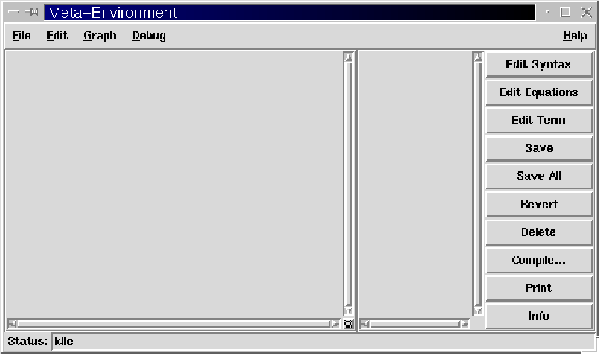 Meta-Environment
File Edit Graph Debug Help
Edit Syntax
Edit Equations
Edit Term
Save
Save All
Revert
Delete
Compile...
Print
Info
Status: Idle